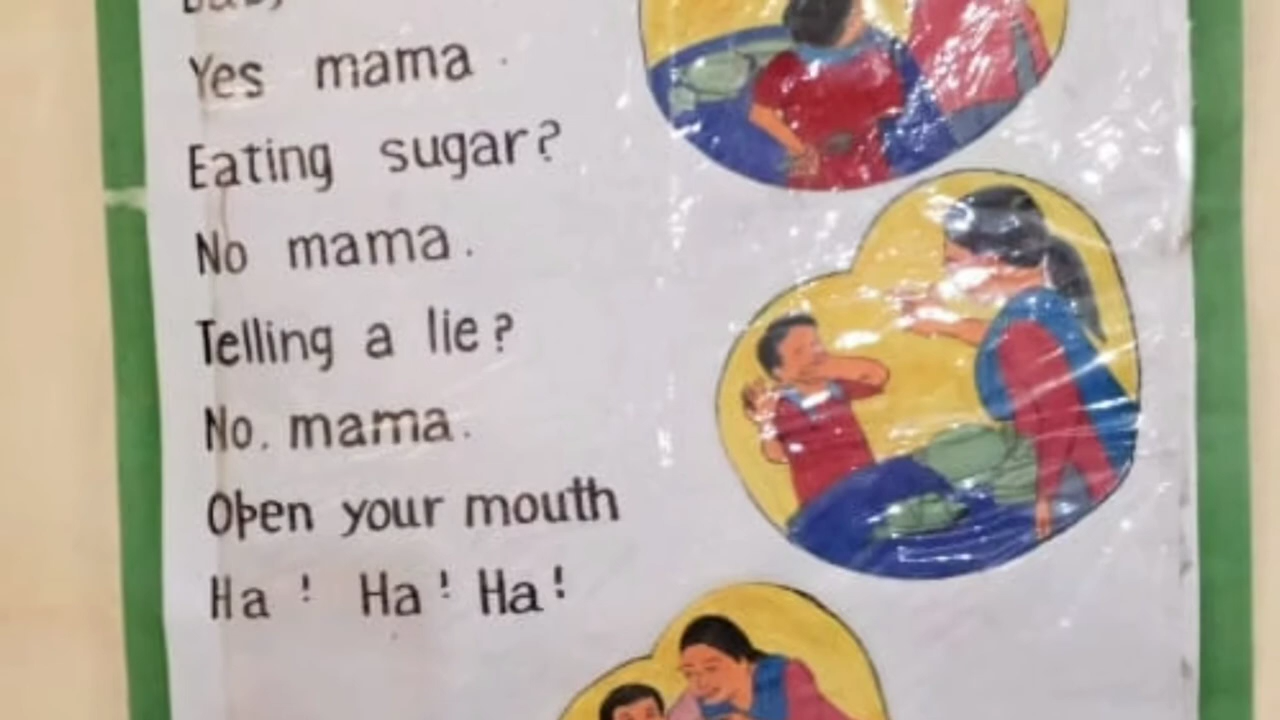 Yes mama.
Eating sugar?
No mama.
Telling a lie?
No. mama.
Open your mouth
Ha! Ha! Ha!